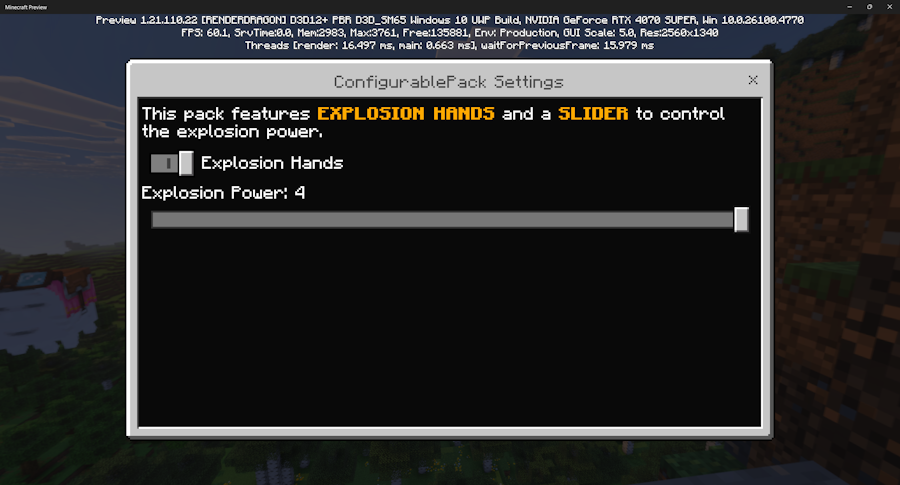 Minecraft Preview
Preview 1.21.110.22 [RENDERDRAGON] D3D12+ PBR D3D_SM65 Windows 10 UWP Build, NVIDIA GeForce RTX 4070 SUPER, Win 10.0.26100.4770
FPS: 60.1, SrvTime:0.0, Mem:2983, Max:3761, Free:135881, Env: Production, GUI Scale: 5.0, Res:2560x1340
Threads [render: 16.497 ms, main: 0.663 ms], waitForPreviousFrame: 15.979 ms
ConfigurablePack Settings
This pack features EXPLOSION HANDS and a SLIDER to control
the explosion power.
Explosion Hands
Explosion Power: 4